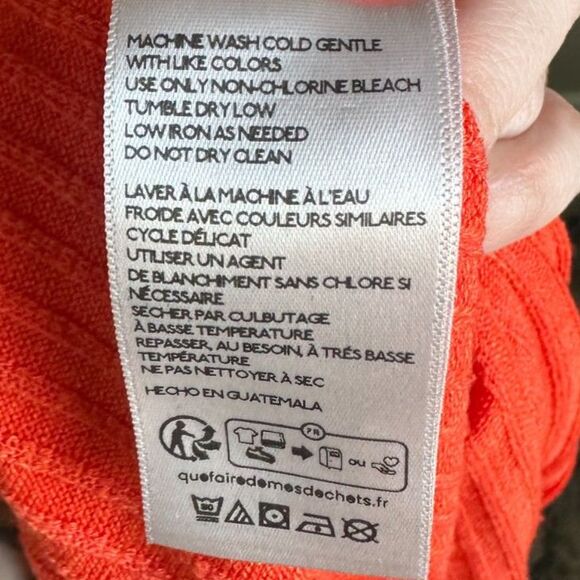 MACHINE WASH COLD GENTLE
WITH LIKE COLORS
USE ONLY NON-CHLORINE BLEACH
TUMBLE DRY LOW
LOW IRON AS NEEDED
DO NOT DRY CLEAN
LAVER À LA MACHINE À L'EAU
FROIDE AVEC COULEURS SIMILAIRES
CYCLE DÉLICAT
UTILISER UN AGENT
DE BLANCHIMENT SANS CHLORE SI
NÉCESSAIRE
SECHER PAR CULBUTAGE
À BASSE TEMPERATURE
REPASSER, AU BESOIN, À TRÉS BASSE
TEMPÉRATURE
NE PAS NETTOYER À SEC
HECHO EN GUATEMALA
FR
ou
quefairedemesdechets.fr